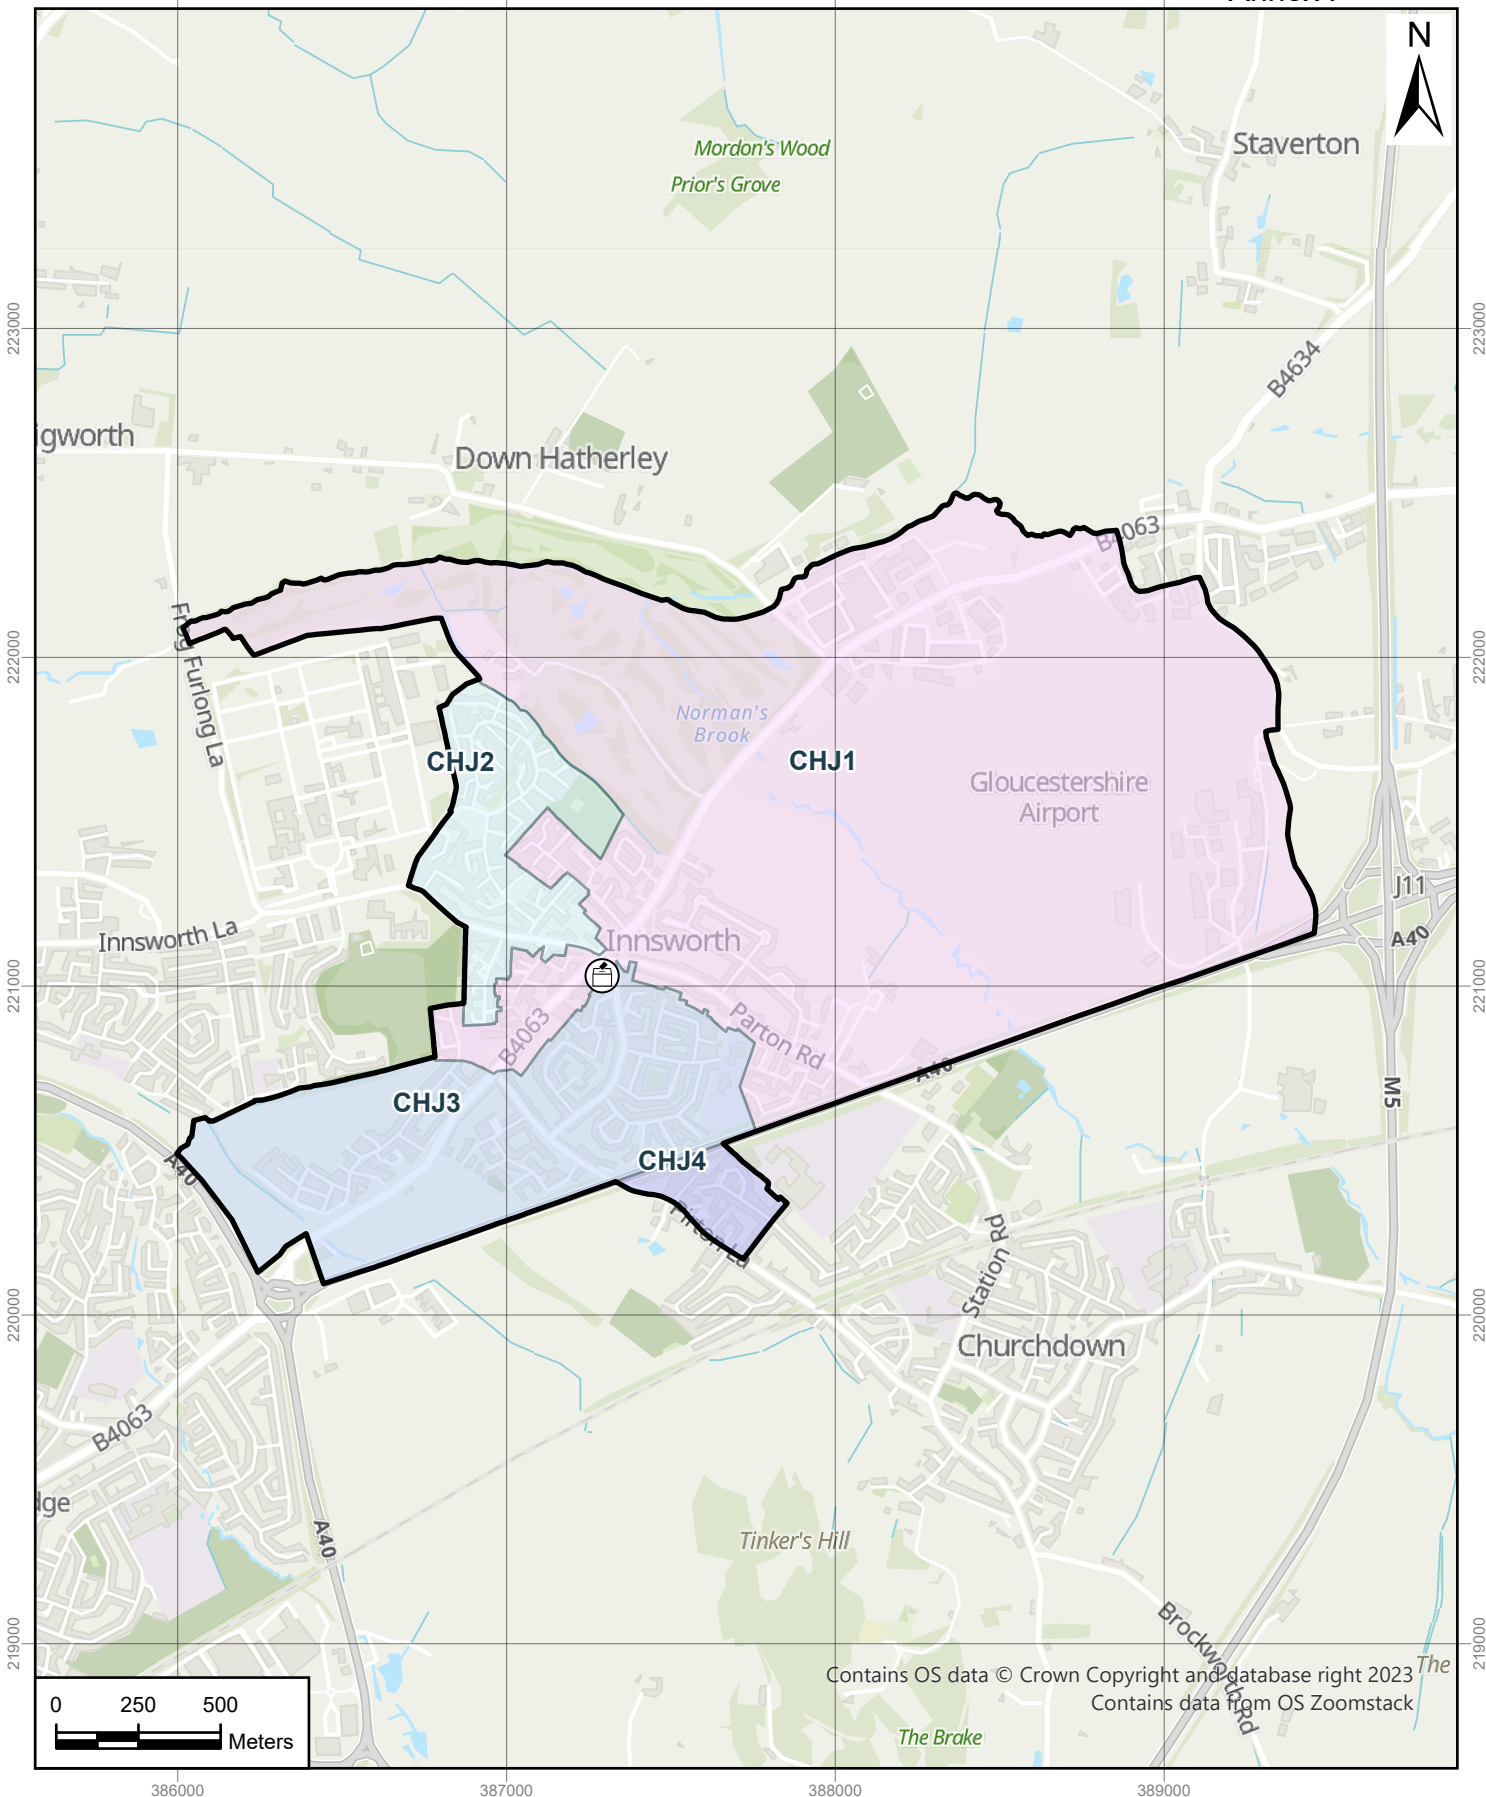 N
Staverton
Mordon's Wood
Prior's Grove
223000
223000
B4634
igworth
Down Hatherley
B4063
Frog Furlong La
222000
222000
Norman's
Brook
CHJ2
CHJ1
Gloucestershire
Airport
J11
A40
Innsworth La
Innsworth
221000
221000
B4063
Parton Rd
A40
M5
CHJ3
A40
CHJ4
Pirton La
Station Rd
220000
220000
Churchdown
B4063
dge
A40
Tinker's Hill
Brockworth Rd
219000
219000
The
Contains OS data © Crown Copyright and database right 2023
Contains data from OS Zoomstack
The Brake
0 250 500
Meters
386000 387000 388000 389000